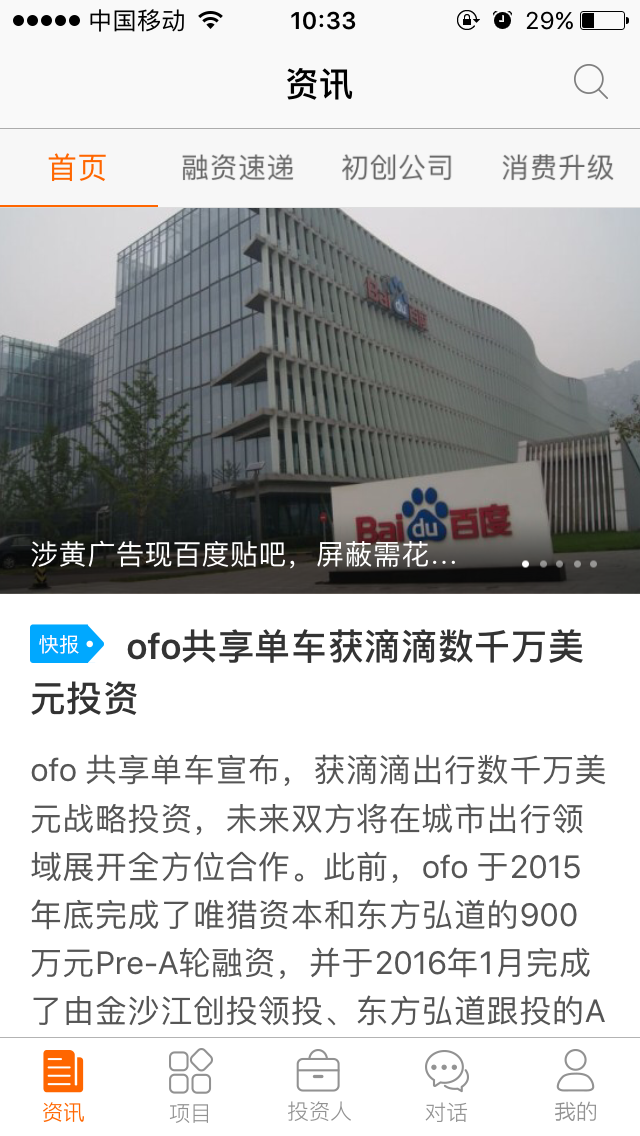 中国移动 10:33 29%
资讯
首页 融资速递 初创公司 消费升级
Bai du 百度
Bai du 百度
涉黄广告现百度贴吧，屏蔽需花...
快报 ofo共享单车获滴滴数千万美
元投资
ofo 共享单车宣布，获滴滴出行数千万美
元战略投资，未来双方将在城市出行领
域展开全方位合作。此前，ofo 于2015
年底完成了唯猎资本和东方弘道的900
万元Pre-A轮融资，并于2016年1月完成
了由金沙江创投领投、东方弘道跟投的A
资讯 项目 投资人 对话 我的